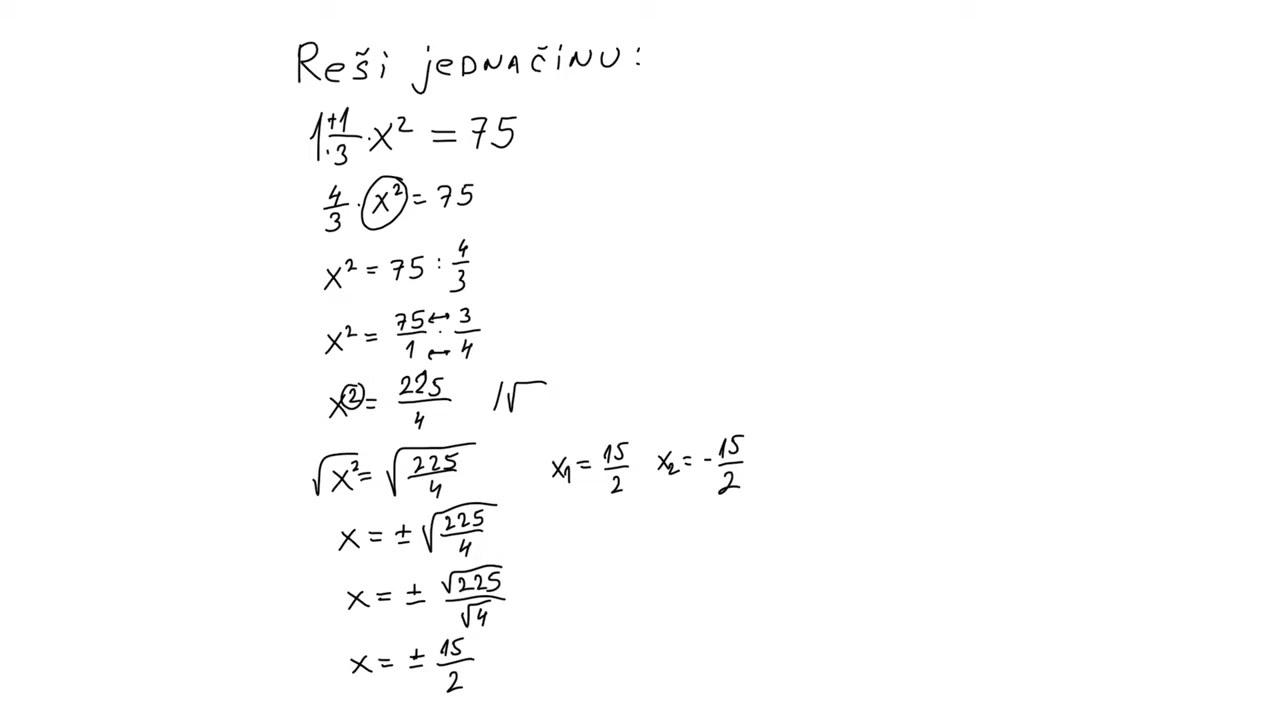 Reši jednačinu:
1 +1/·3 · x² = 75
4/3 · x² = 75
x² = 75 : 4/3
x² = 75/1 ↔ · ↔ 3/4
x² = 225/4 /√
√x² = √(225/4) x₁ = 15/2 x₂ = -15/2
x = ± √(225/4)
x = ± √225/√4
x = ± 15/2